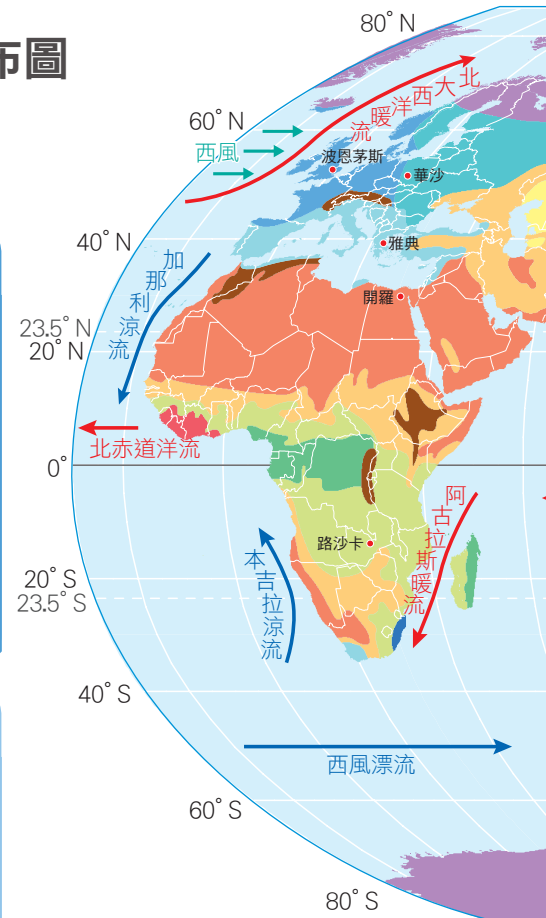 布圖
80° N
北大西洋暖流
60° N
西風
波恩茅斯
華沙
40° N
雅典
加那利涼流
開羅
23.5° N
20° N
北赤道洋流
0°
阿古拉斯暖流
路沙卡
本吉拉涼流
20° S
23.5° S
40° S
西風漂流
60° S
80° S